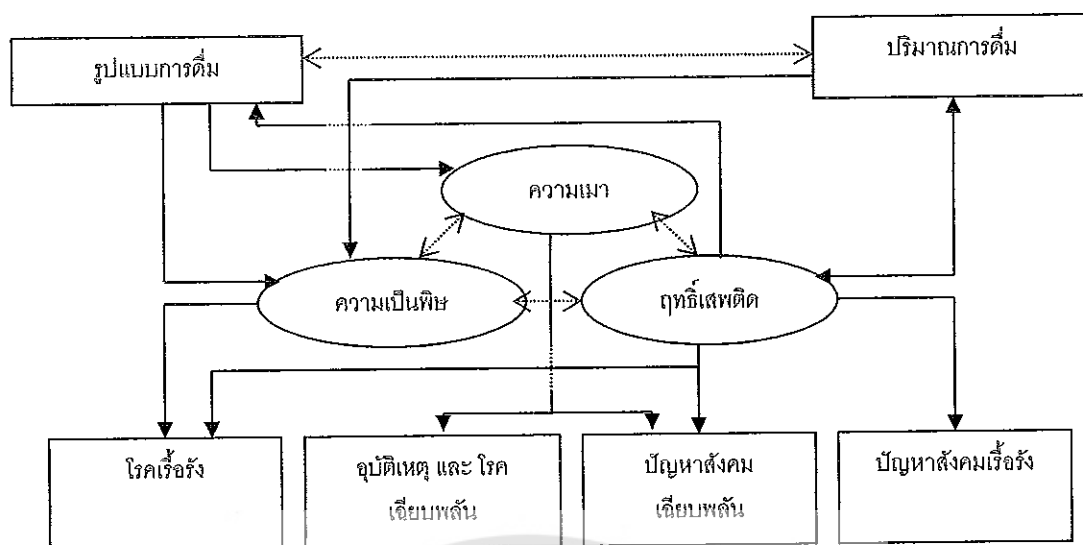 รูปแบบการดื่ม
ปริมาณการดื่ม
ความเมา
ความเป็นพิษ
ฤทธิ์เสพติด
โรคเรื้อรัง
อุบัติเหตุ และ โรค
เฉียบพลัน
ปัญหาสังคม
เฉียบพลัน
ปัญหาสังคมเรื้อรัง